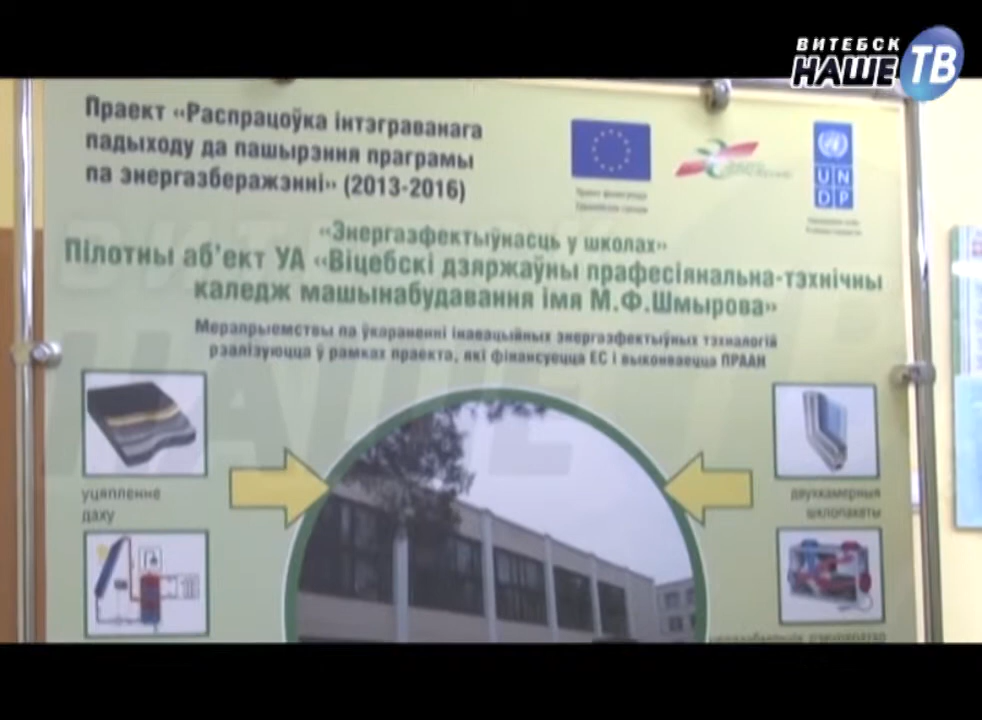 ВИТЕБСК
НАШЕ ТВ
Праект «Распрацоўка інтэграванага
падыходу да пашырэння праграмы
па энергазберажэнні» (2013-2016)
UN
DP
«Энергаэфектыўнасць у школах»
Пілотны аб'ект УА «Віцебскі дзяржаўны прафесіянальна-тэхнічны
каледж машынабудавання імя М.Ф.Шмырова»
Мерапрыемствы па ўкараненні інавацыйных энергаэфектыўных тэхналогій
рэалізуюцца ў рамках праекта, які фінансуецца ЕС і выконваецца ПРААН
уцяпленне
даху
двухкамерныя
шклопакеты